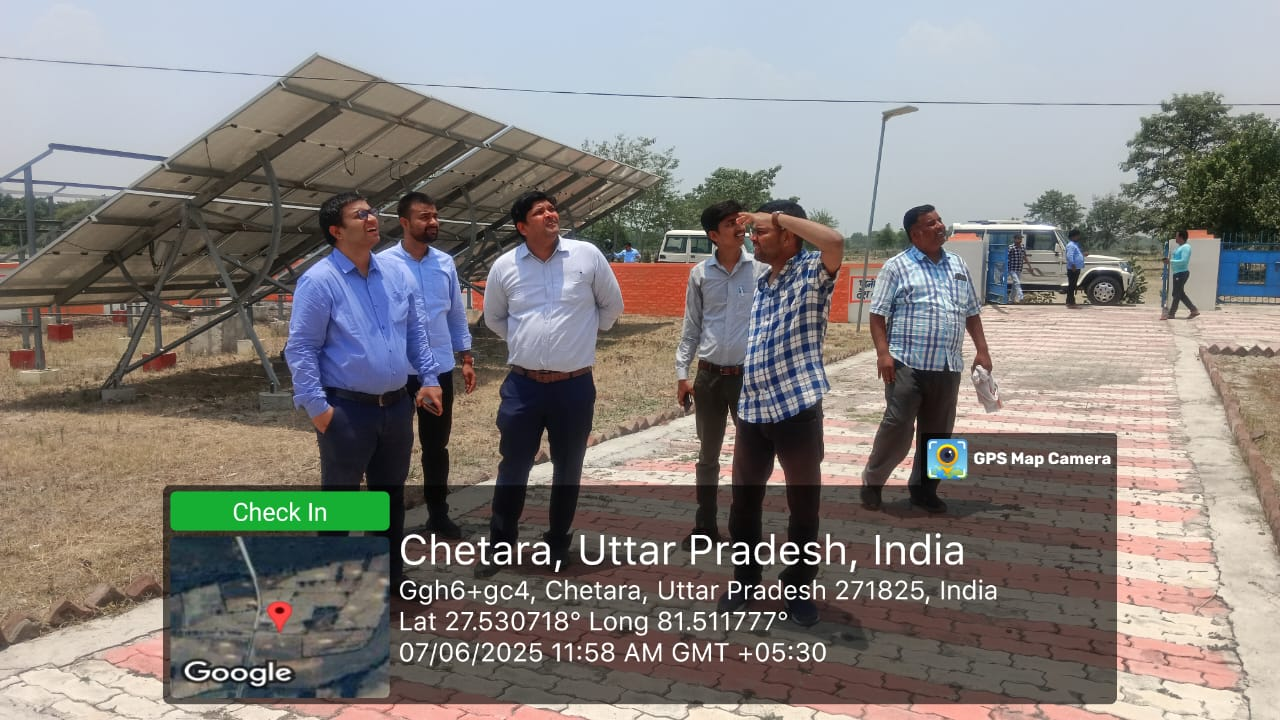 GPS Map Camera
Check In
Chetara, Uttar Pradesh, India
Ggh6+gc4, Chetara, Uttar Pradesh 271825, India
Lat 27.530718° Long 81.511777°
07/06/2025 11:58 AM GMT +05:30
Google